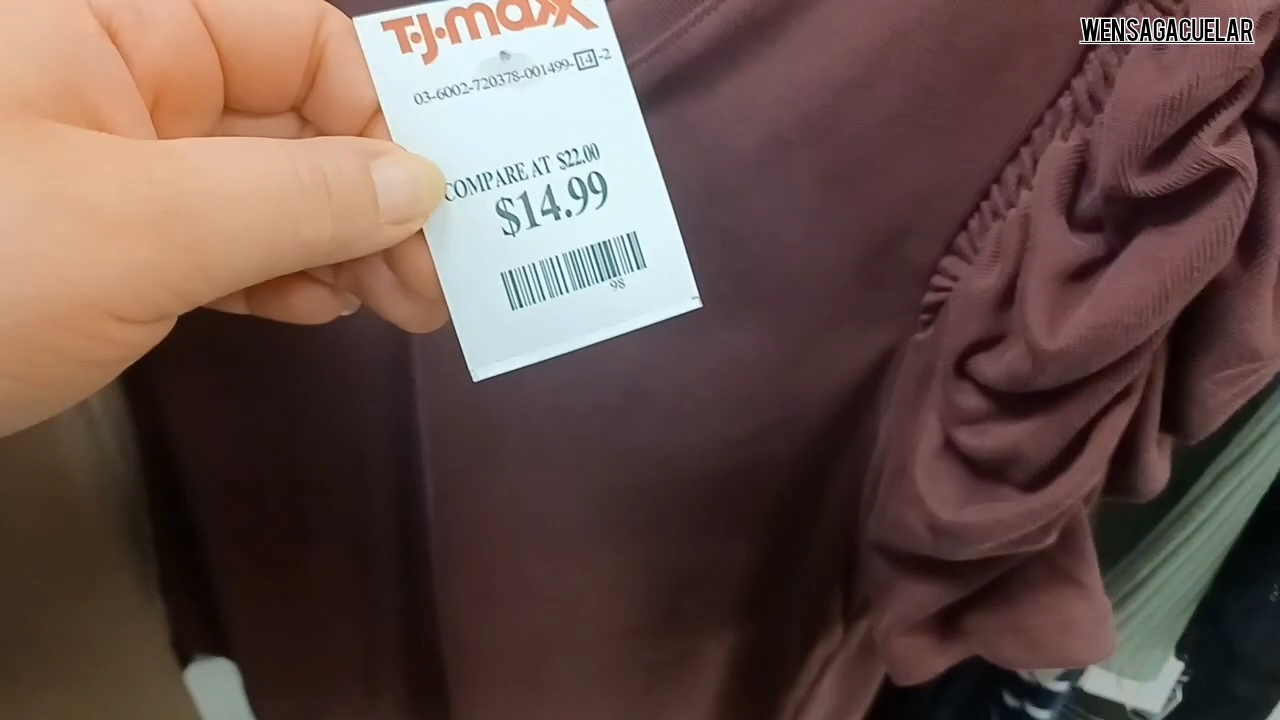 WENSAGACUELAR
T·J·maxx
03-6002-720378-001499-14-2
COMPARE AT $22.00
$14.99
98